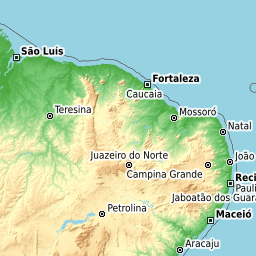 São Luís
Fortaleza
Caucaia
Teresina
Mossoró
Natal
Juazeiro do Norte
João
Campina Grande
Reci
Pauli
Jaboatão dos Guara
Petrolina
Maceió
Aracaju